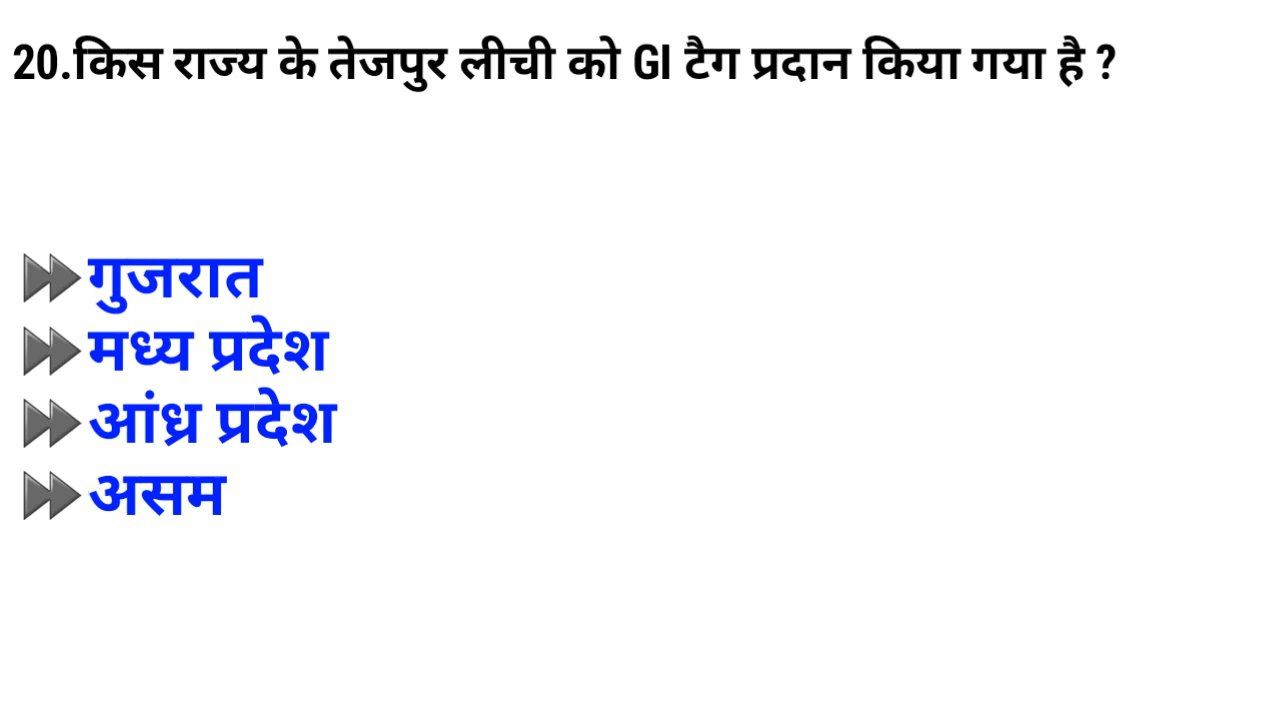 20.किस राज्य के तेजपुर लीची को GI टैग प्रदान किया गया है ?
⏩गुजरात
⏩मध्य प्रदेश
⏩आंध्र प्रदेश
⏩असम